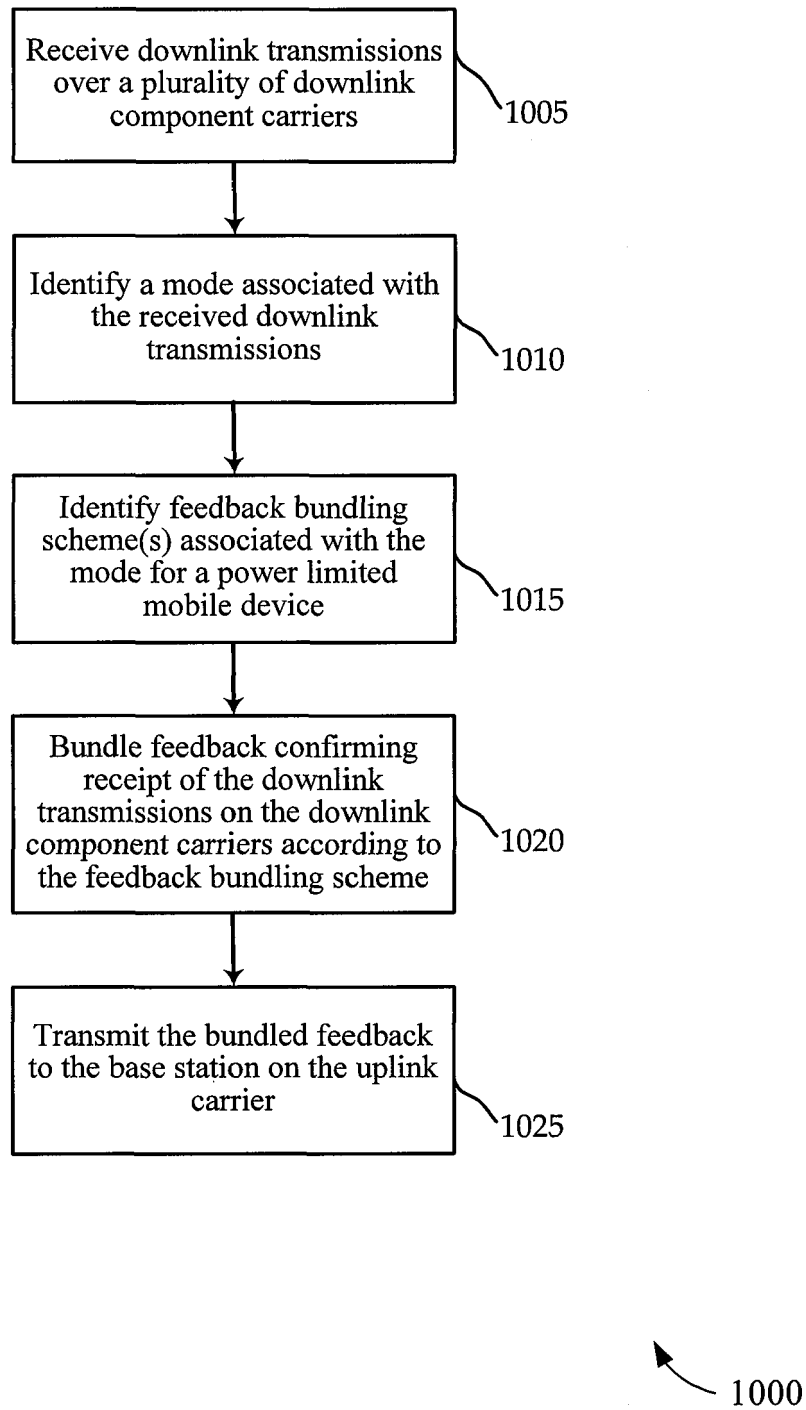 Receive downlink transmissions
over a plurality of downlink
component carriers
1005
Identify a mode associated with
the received downlink
transmissions
1010
Identify feedback bundling
scheme(s) associated with the
mode for a power limited
mobile device
1015
Bundle feedback confirming
receipt of the downlink
transmissions on the downlink
component carriers according to
the feedback bundling scheme
1020
Transmit the bundled feedback
to the base station on the uplink
carrier
1025
1000